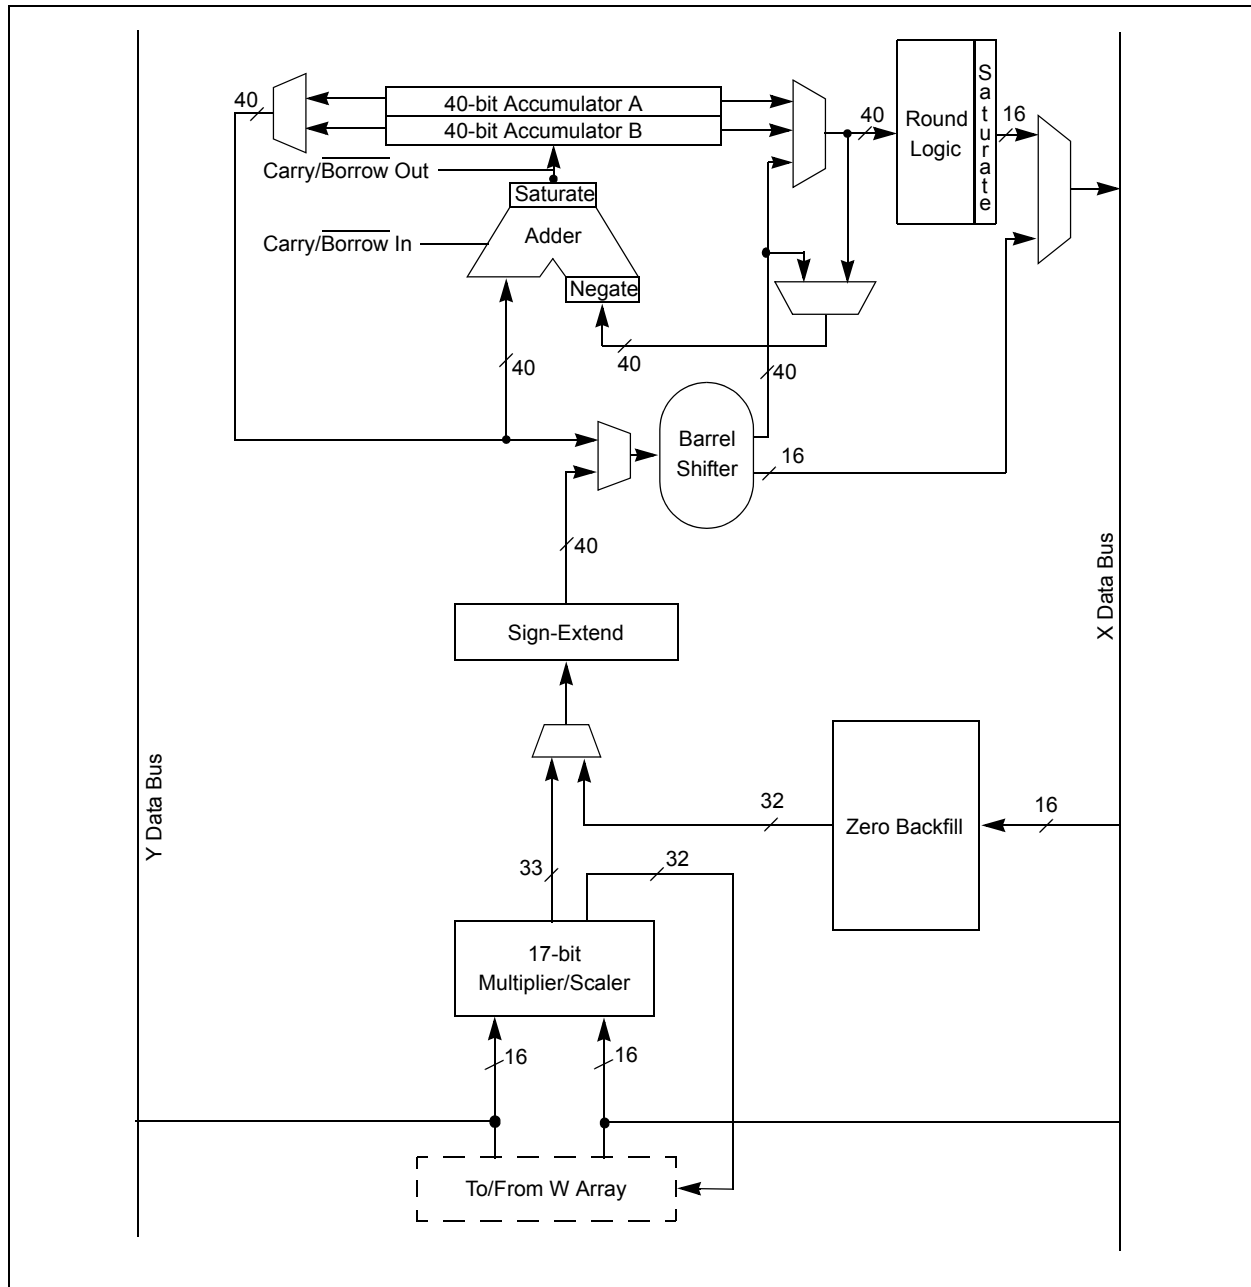 40
40-bit Accumulator A
40-bit Accumulator B
Carry/Borrow Out
Saturate
Carry/Borrow In
Adder
Negate
40
Round
Logic
Saturate
16
40
40
40
Barrel
Shifter
16
40
Sign-Extend
X Data Bus
Y Data Bus
32
Zero Backfill
16
33
32
17-bit
Multiplier/Scaler
16
16
To/From W Array